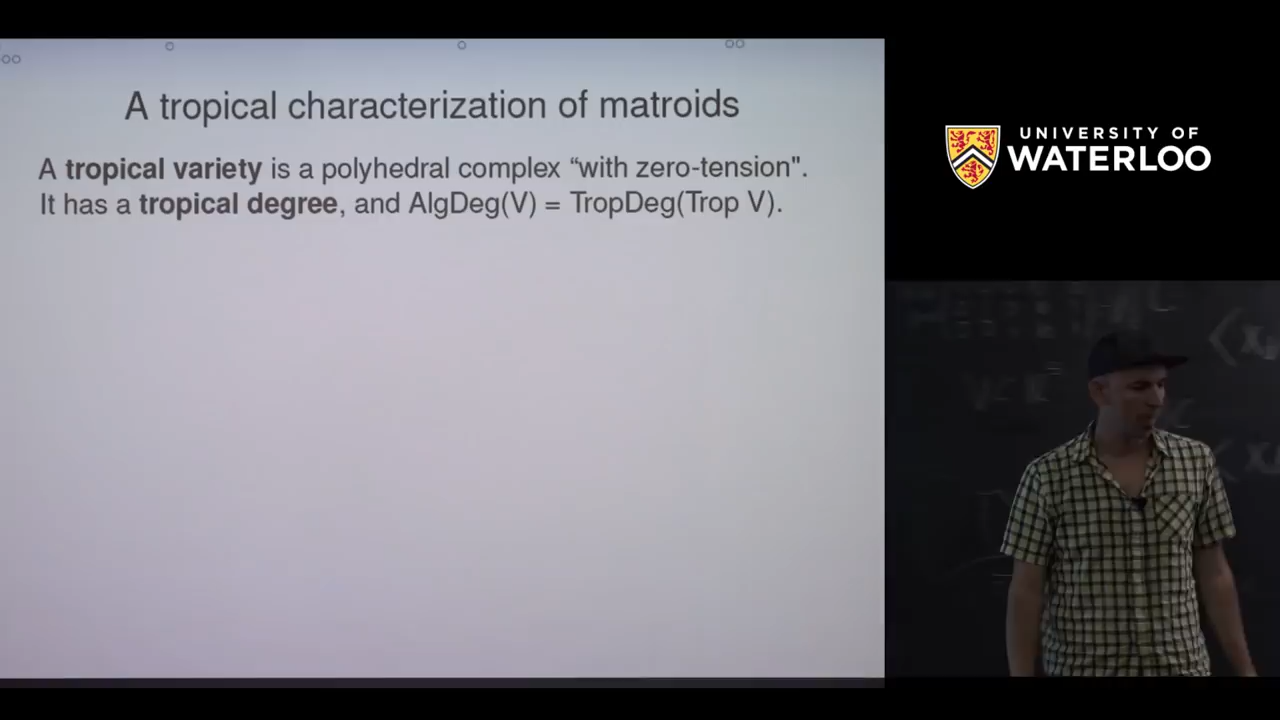 A tropical characterization of matroids
A tropical variety is a polyhedral complex “with zero-tension".
It has a tropical degree, and AlgDeg(V) = TropDeg(Trop V).
UNIVERSITY OF
WATERLOO